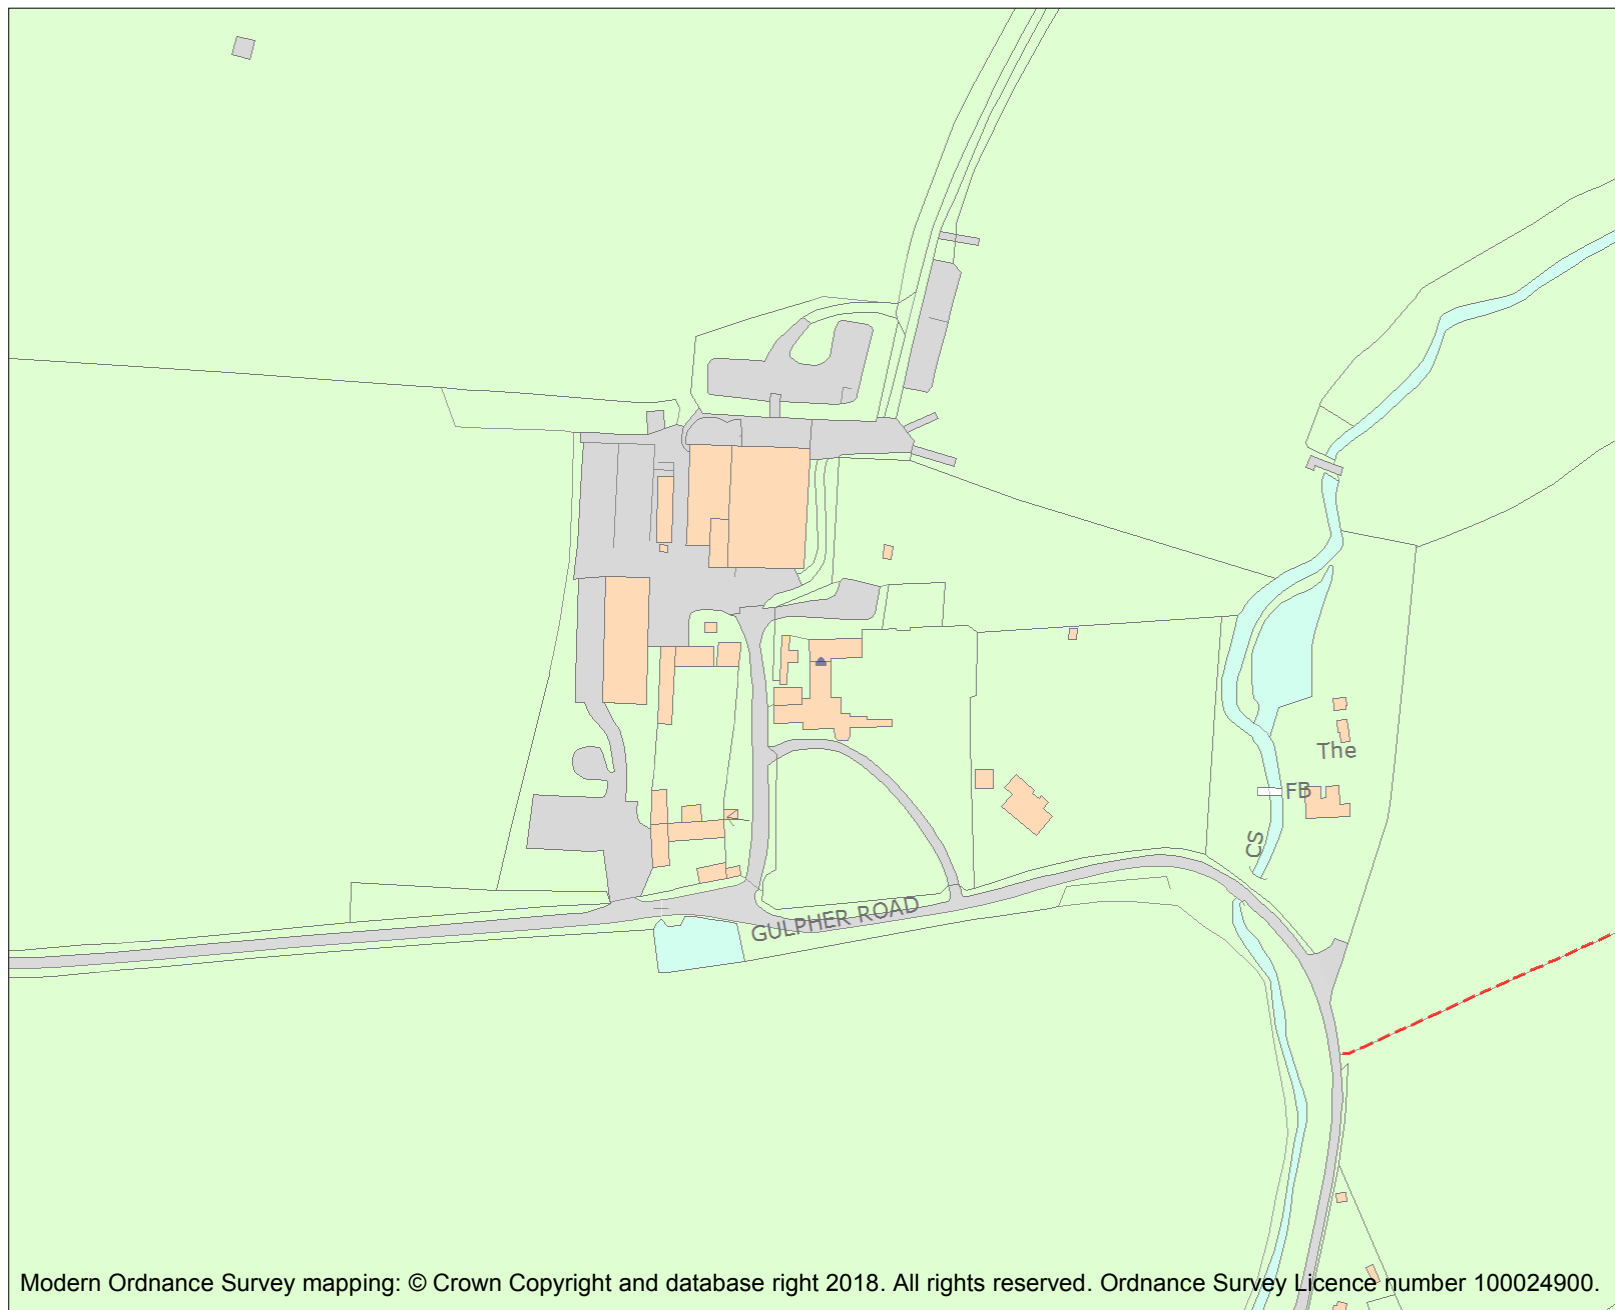 The
FB
CS
GULPHER ROAD
Modern Ordnance Survey mapping: © Crown Copyright and database right 2018. All rights reserved. Ordnance Survey Licence number 100024900.